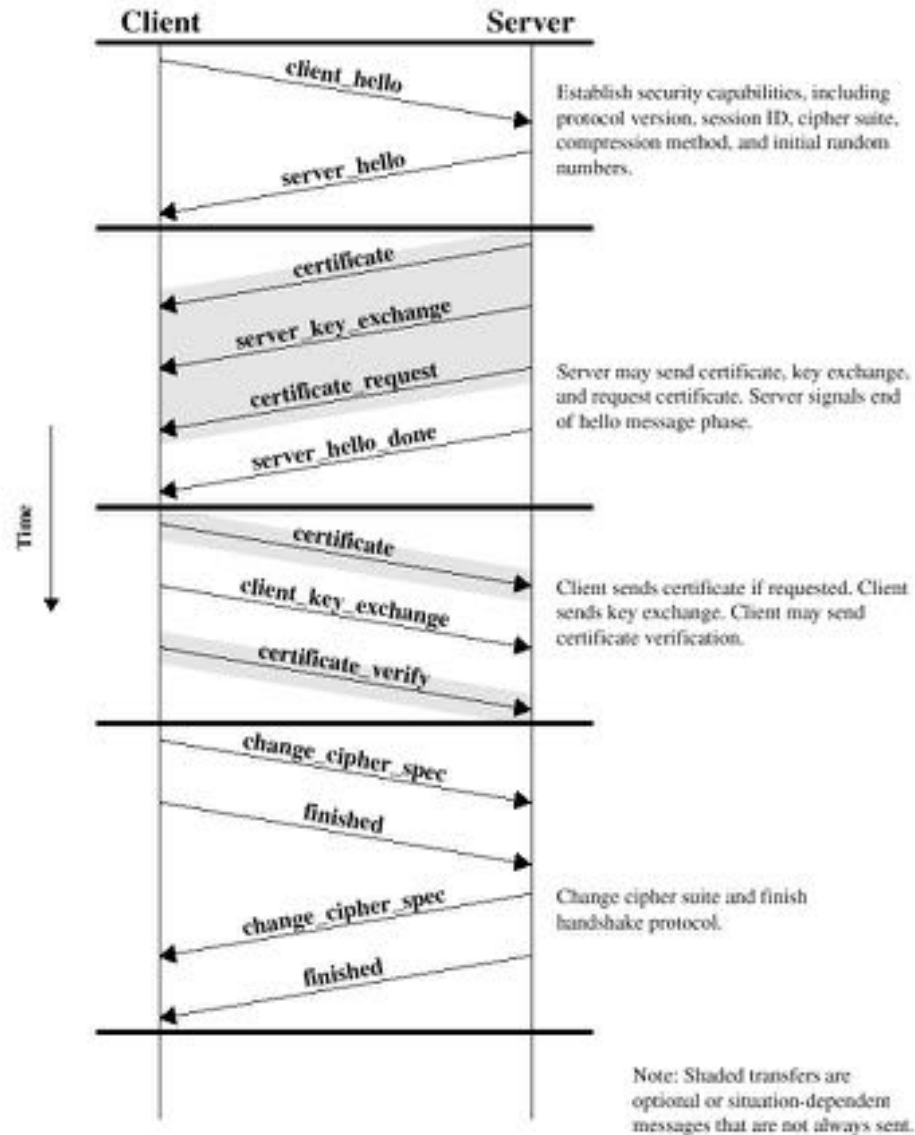 Client
Server
client_hello
Establish security capabilities, including
protocol version, session ID, cipher suite,
compression method, and initial random
numbers.
server_hello
certificate
server_key_exchange
certificate_request
Server may send certificate, key exchange,
and request certificate. Server signals end
of hello message phase.
server_hello_done
Time
certificate
client_key_exchange
Client sends certificate if requested. Client
sends key exchange. Client may send
certificate verification.
certificate_verify
change_cipher_spec
finished
change_cipher_spec
Change cipher suite and finish
handshake protocol.
finished
Note: Shaded transfers are
optional or situation-dependent
messages that are not always sent.